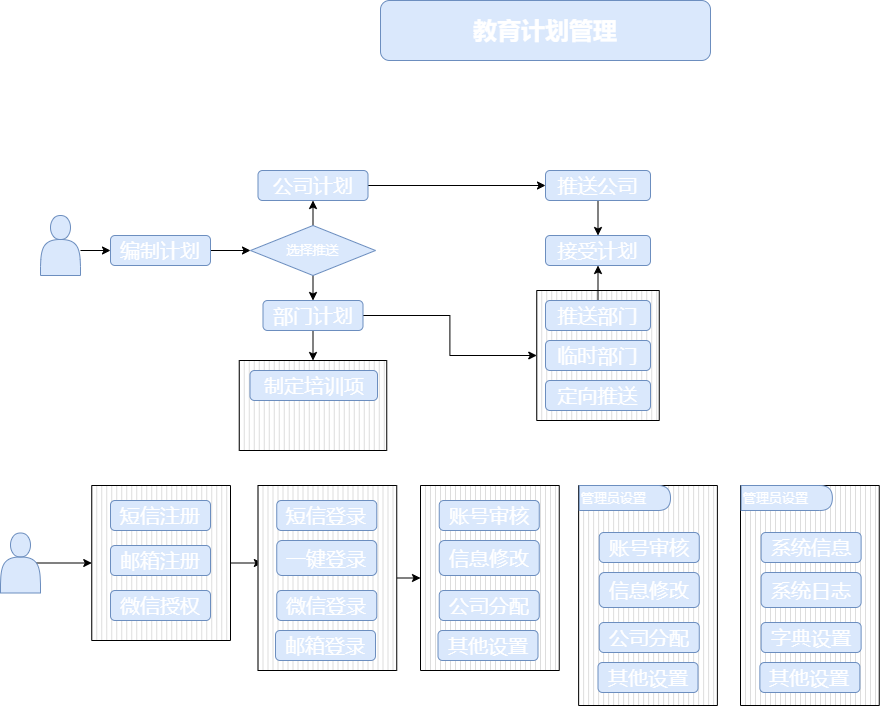 教育计划管理
公司计划
推送公司
编制计划
选择推送
接受计划
部门计划
推送部门
临时部门
制定培训项
定向推送
短信注册
邮箱注册
微信授权
短信登录
一键登录
微信登录
邮箱登录
账号审核
信息修改
公司分配
其他设置
管理员设置
账号审核
信息修改
公司分配
其他设置
管理员设置
系统信息
系统日志
字典设置
其他设置